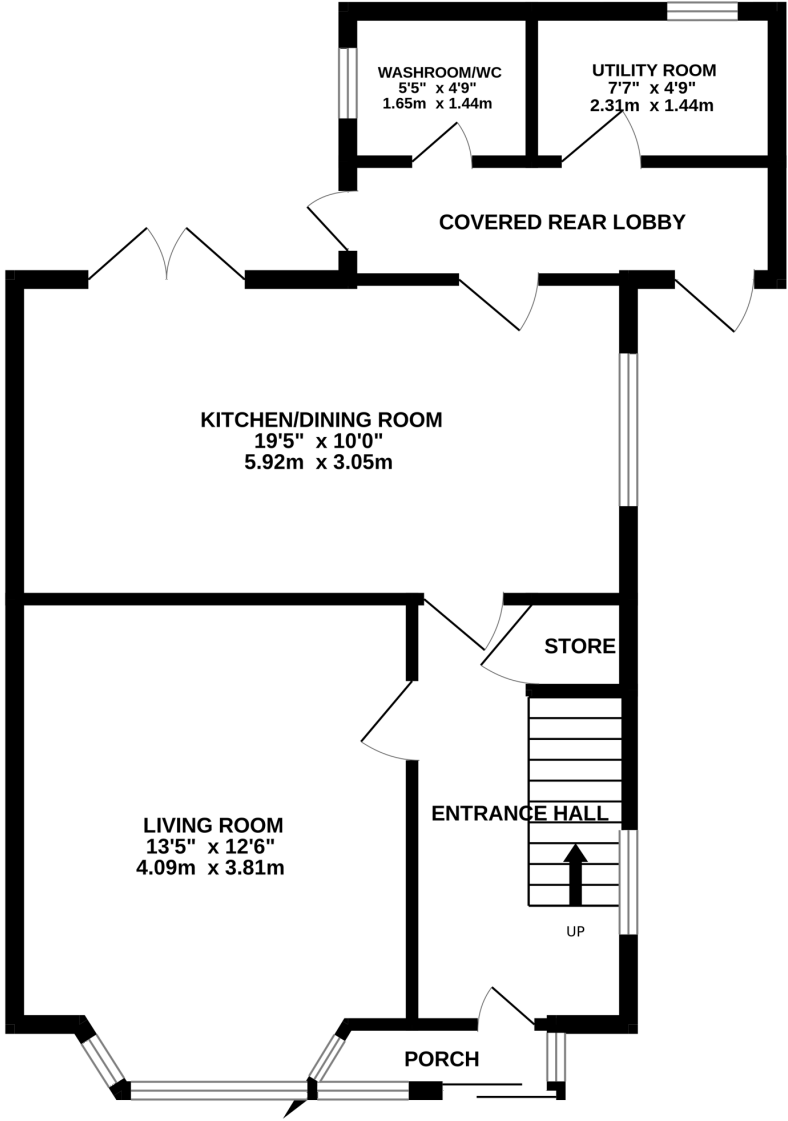 WASHROOM/WC
5'5" x 4'9"
1.65m x 1.44m
UTILITY ROOM
7'7" x 4'9"
2.31m x 1.44m
COVERED REAR LOBBY
KITCHEN/DINING ROOM
19'5" x 10'0"
5.92m x 3.05m
STORE
ENTRANCE HALL
LIVING ROOM
13'5" x 12'6"
4.09m x 3.81m
UP
PORCH